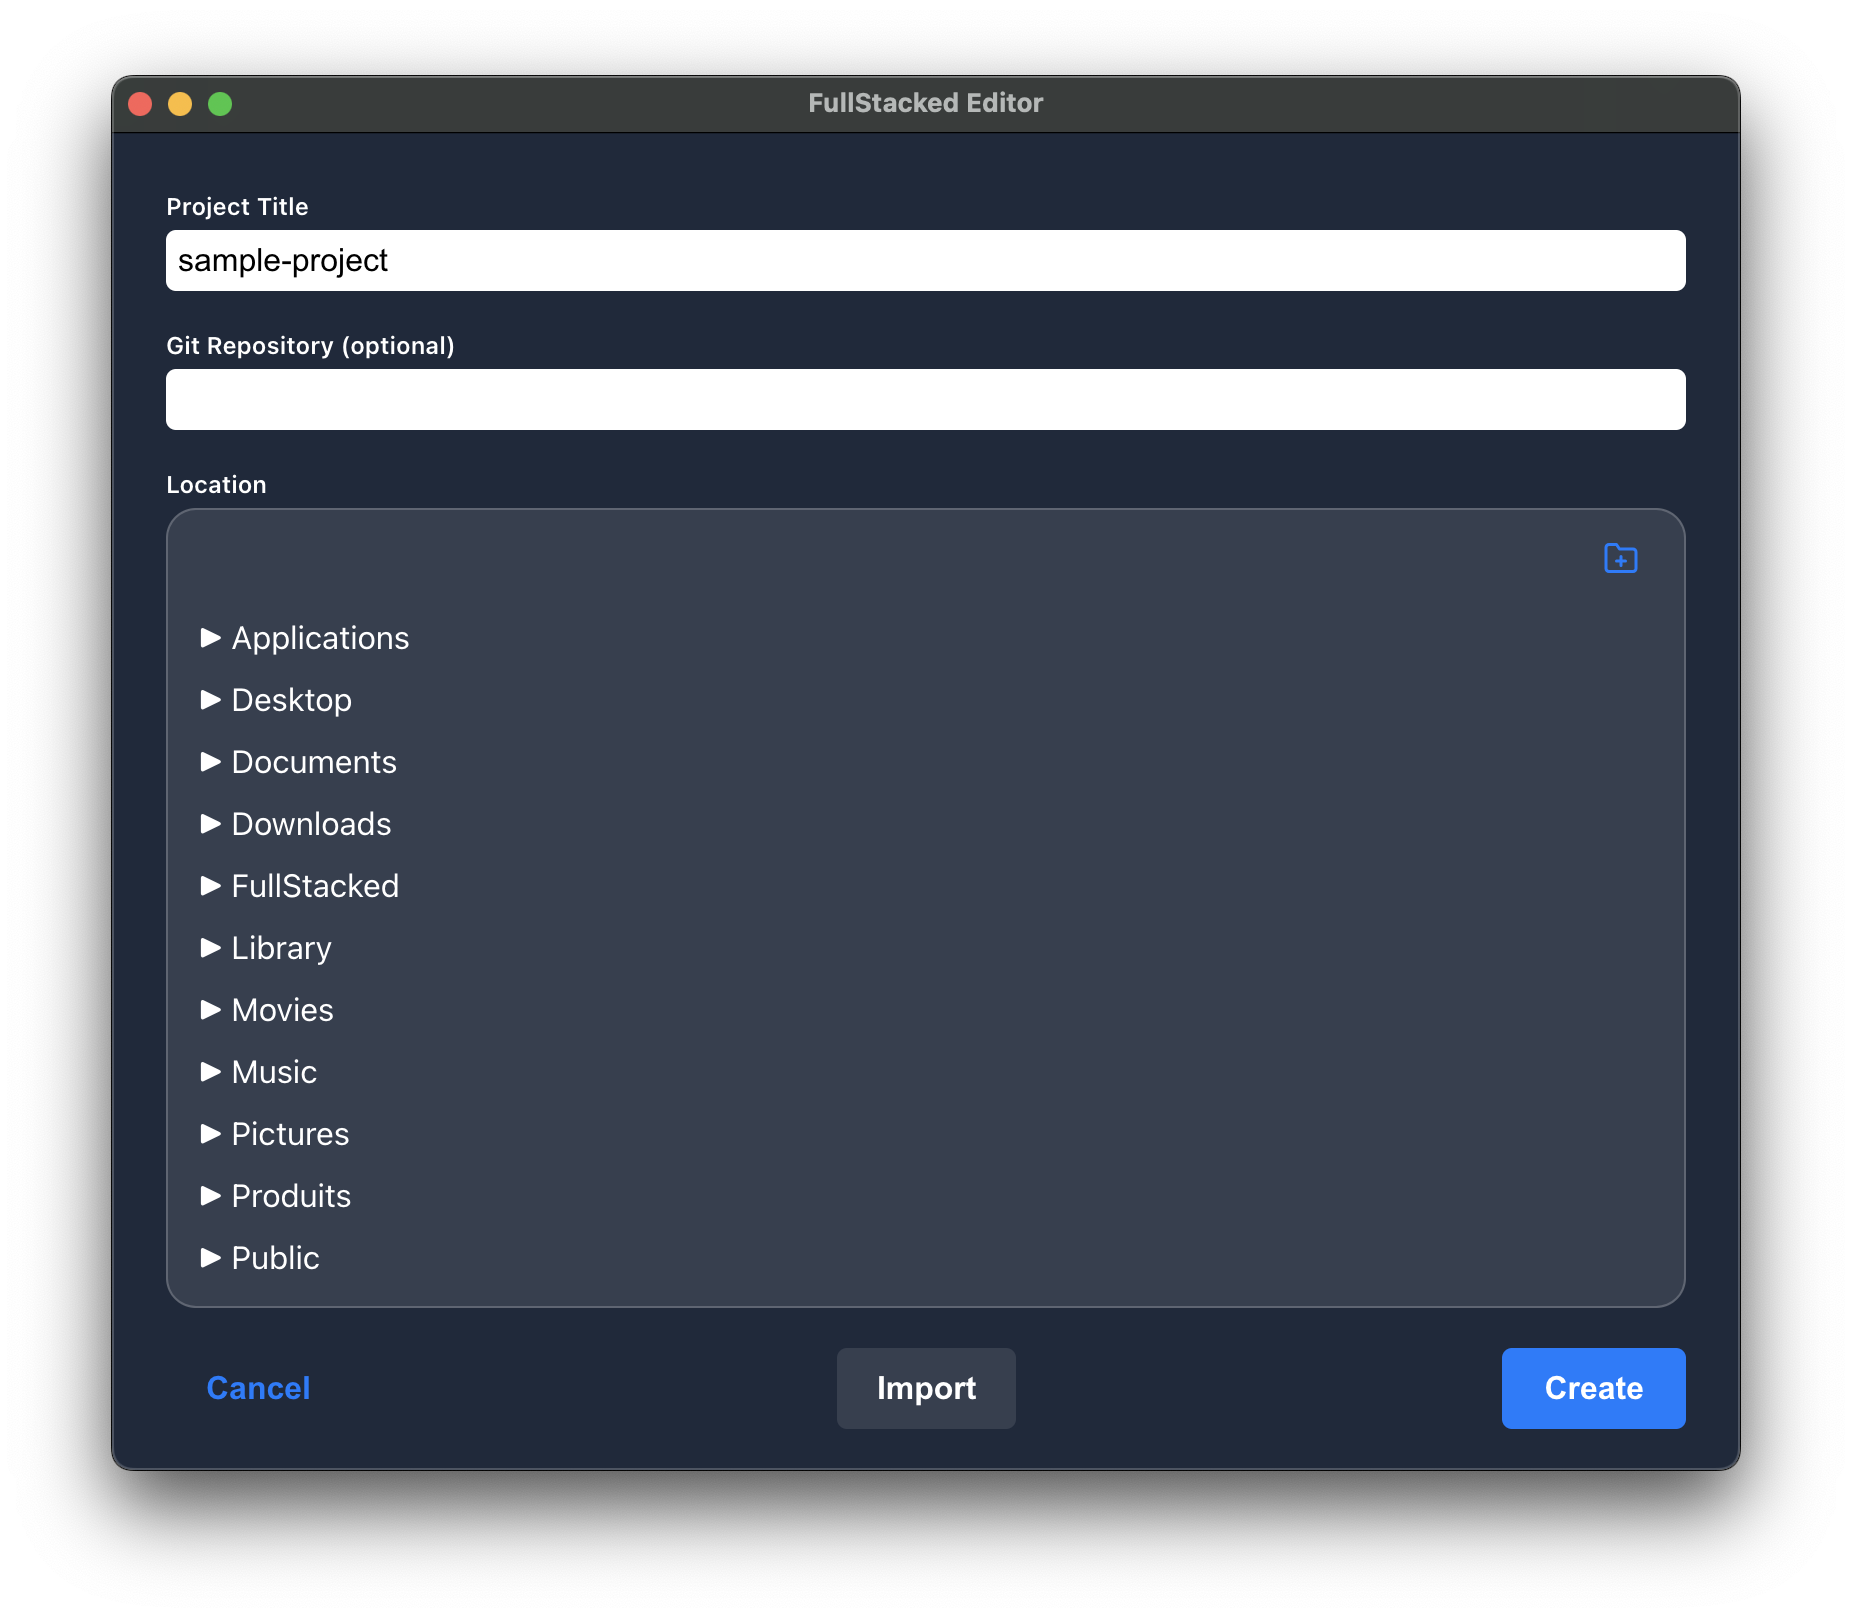 FullStacked Editor
Project Title
sample-project
Git Repository (optional)
Location
Applications
Desktop
Documents
Downloads
FullStacked
Library
Movies
Music
Pictures
Produits
Public
Cancel
Import
Create